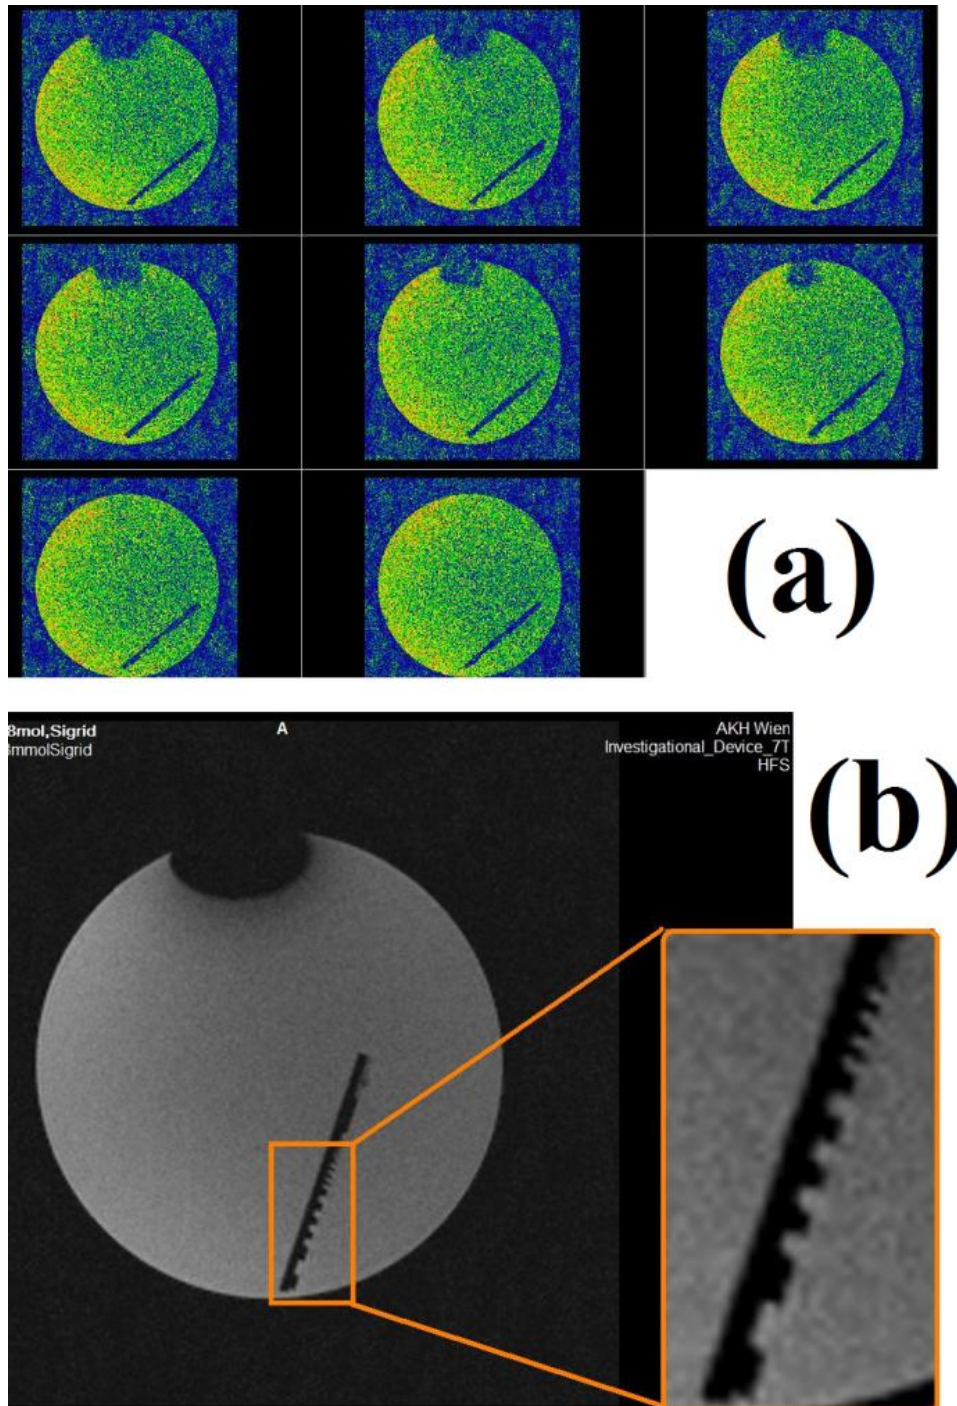 (a)
8mol,Sigrid
mmolSigrid
A
AKH Wien
Investigational_Device_7T
HFS
(b)